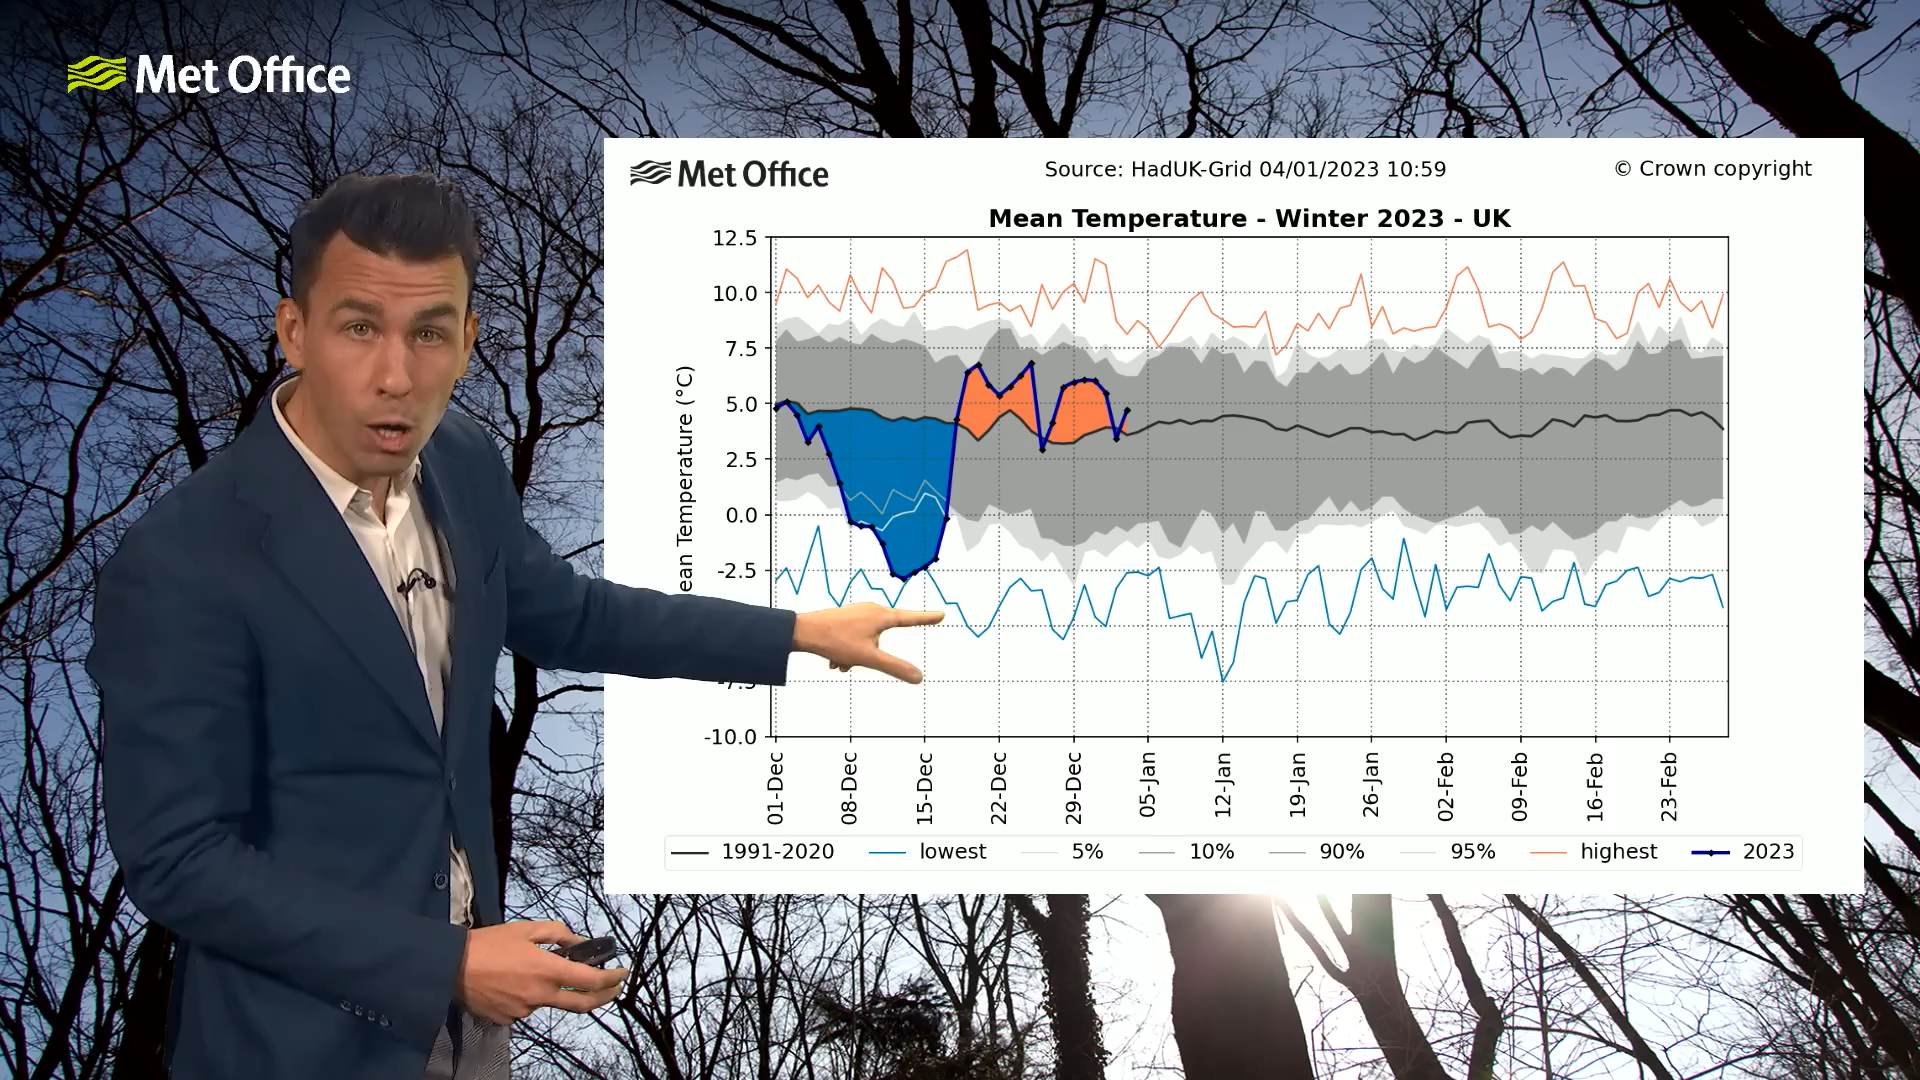 Met Office
Met Office
Source: HadUK-Grid 04/01/2023 10:59
© Crown copyright
Mean Temperature - Winter 2023 - UK
12.5
10.0
7.5
5.0
2.5
0.0
-2.5
-10.0
Temperature (°C)
01-Dec
08-Dec
15-Dec
22-Dec
29-Dec
05-Jan
12-Jan
19-Jan
26-Jan
02-Feb
09-Feb
16-Feb
23-Feb
1991-2020
lowest
5%
10%
90%
95%
highest
2023